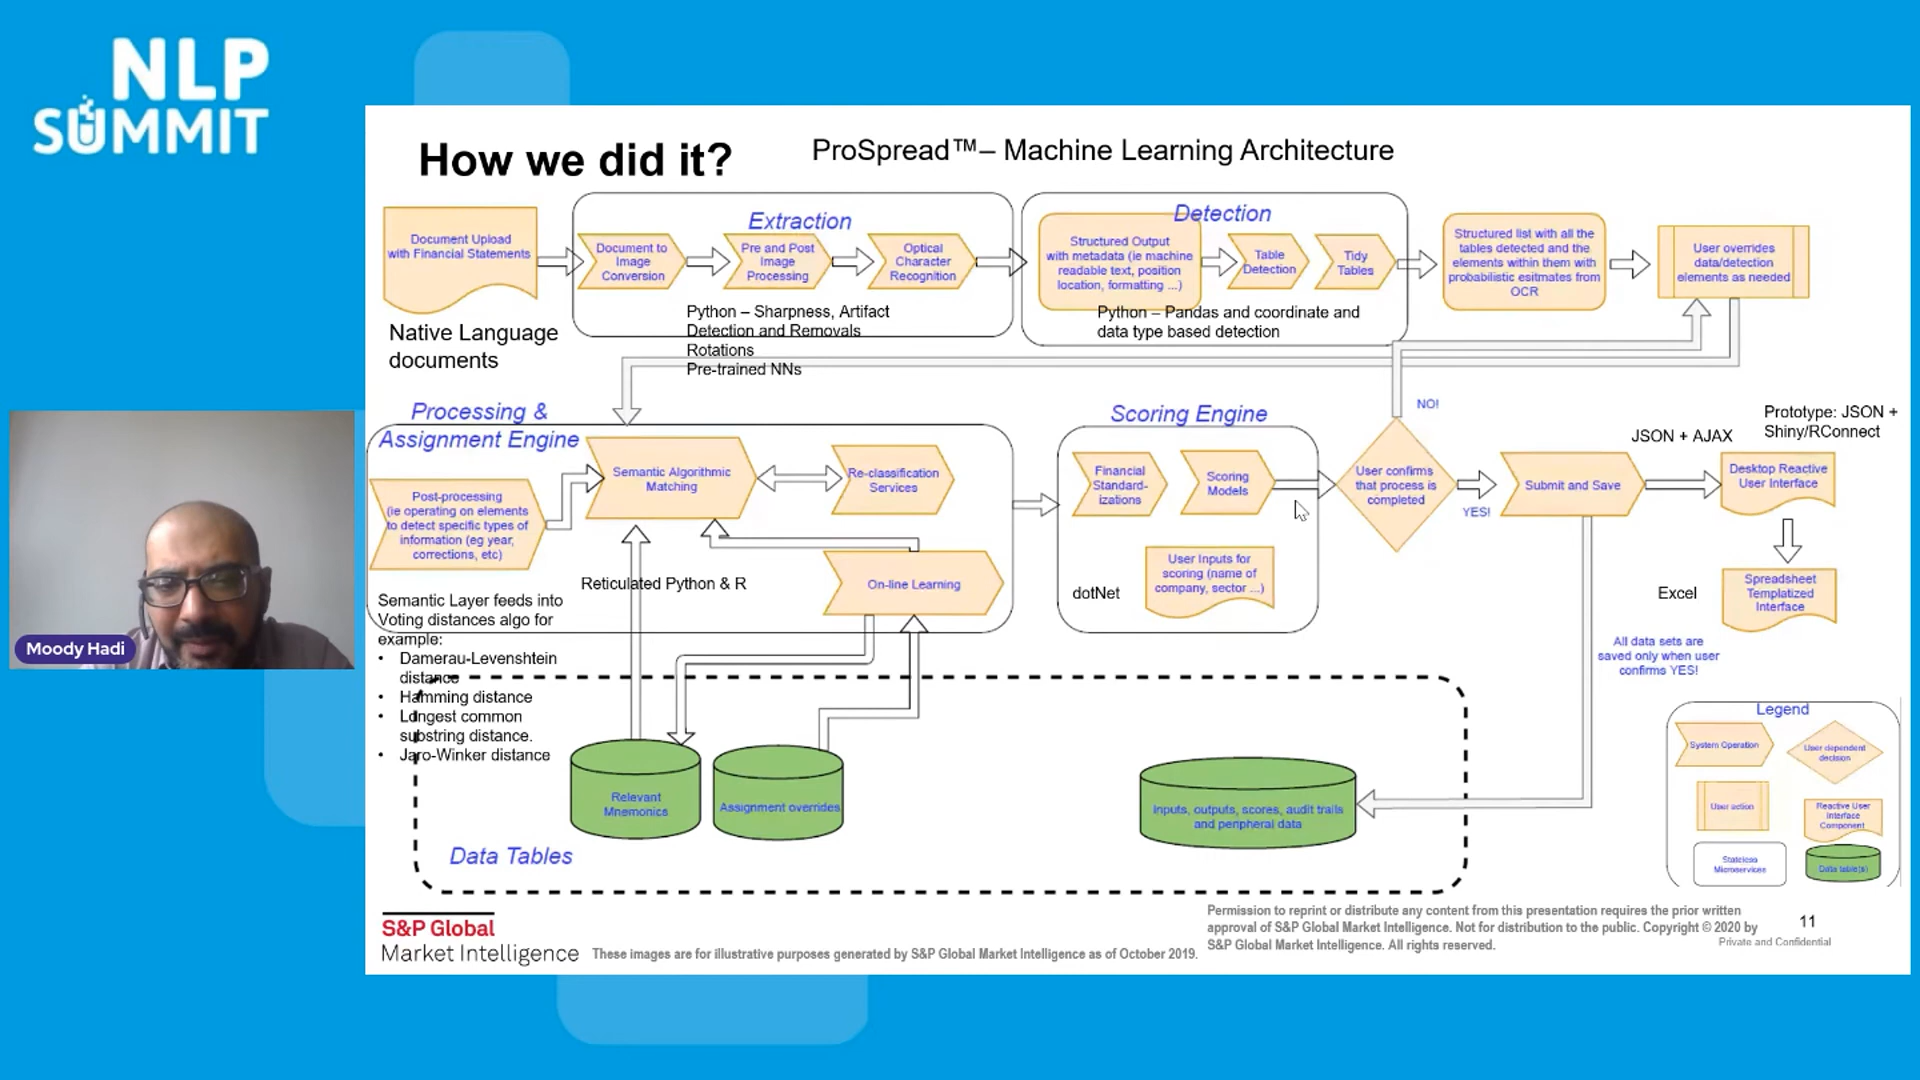 NLP
SUMMIT
How we did it?
ProSpread™– Machine Learning Architecture
Document Upload
with Financial Statements
Native Language
documents
Extraction
Document to
Image
Conversion
Pre and Post
Image
Processing
Optical
Character
Recognition
Python – Sharpness, Artifact
Detection and Removals
Rotations
Pre-trained NNs
Detection
Structured Output
with metadata (ie machine
readable text, position
location, formatting ...)
Table
Detection
Tidy
Tables
Python – Pandas and coordinate and
data type based detection
Structured list with all the
tables detected and the
elements within them with
probabilistic esitmates from
OCR
User overrides
data/detection
elements as needed
Processing &
Assignment Engine
Post-processing
(ie operating on elements
to detect specific types of
information (eg year,
corrections, etc)
Semantic Algorithmic
Matching
Re-classification
Services
Reticulated Python & R
On-line Learning
Semantic Layer feeds into
Voting distances algo for
example:
• Damerau-Levenshtein
distance
• Hamming distance
• Longest common
substring distance.
• Jaro-Winker distance
Scoring Engine
Financial
Standard-
izations
Scoring
Models
dotNet
User Inputs for
scoring (name of
company, sector ...)
NO!
User confirms
that process is
completed
YES!
Submit and Save
JSON + AJAX
Prototype: JSON +
Shiny/RConnect
Desktop Reactive
User Interface
Excel
Spreadsheet
Templatized
Interface
All data sets are
saved only when user
confirms YES!
Relevant
Mnemonics
Assignment overrides
Inputs, outputs, scores, audit trails
and peripheral data
Data Tables
Legend
System Operation
User dependent
decision
User action
Reactive User
Interface
Component
Stateless
Microservices
Data table(s)
Moody Hadi
S&P Global
Market Intelligence
These images are for illustrative purposes generated by S&P Global Market Intelligence as of October 2019.
Permission to reprint or distribute any content from this presentation requires the prior written
approval of S&P Global Market Intelligence. Not for distribution to the public. Copyright © 2020 by
S&P Global Market Intelligence. All rights reserved.
11
Private and Confidential